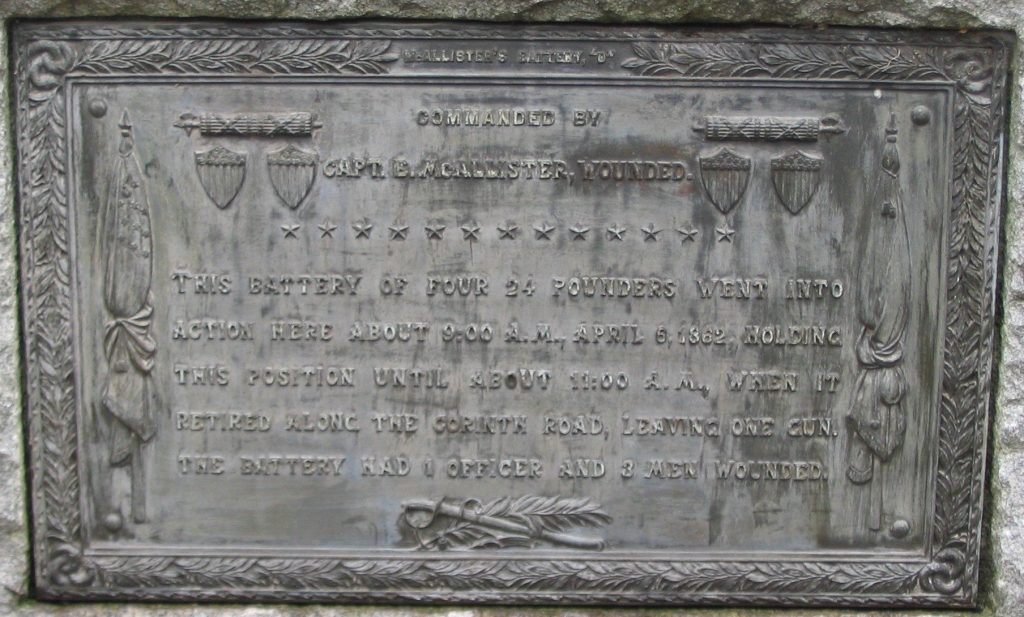 McALLISTER'S BATTERY, "D"
COMMANDED BY
CAPT. E. McALLISTER, WOUNDED.
THIS BATTERY OF FOUR 24 POUNDERS WENT INTO
ACTION HERE ABOUT 9:00 A.M., APRIL 6, 1862, HOLDING
THIS POSITION UNTIL ABOUT 11:00 A.M., WHEN IT
RETIRED ALONG THE CORINTH ROAD, LEAVING ONE GUN.
THE BATTERY HAD 1 OFFICER AND 3 MEN WOUNDED.